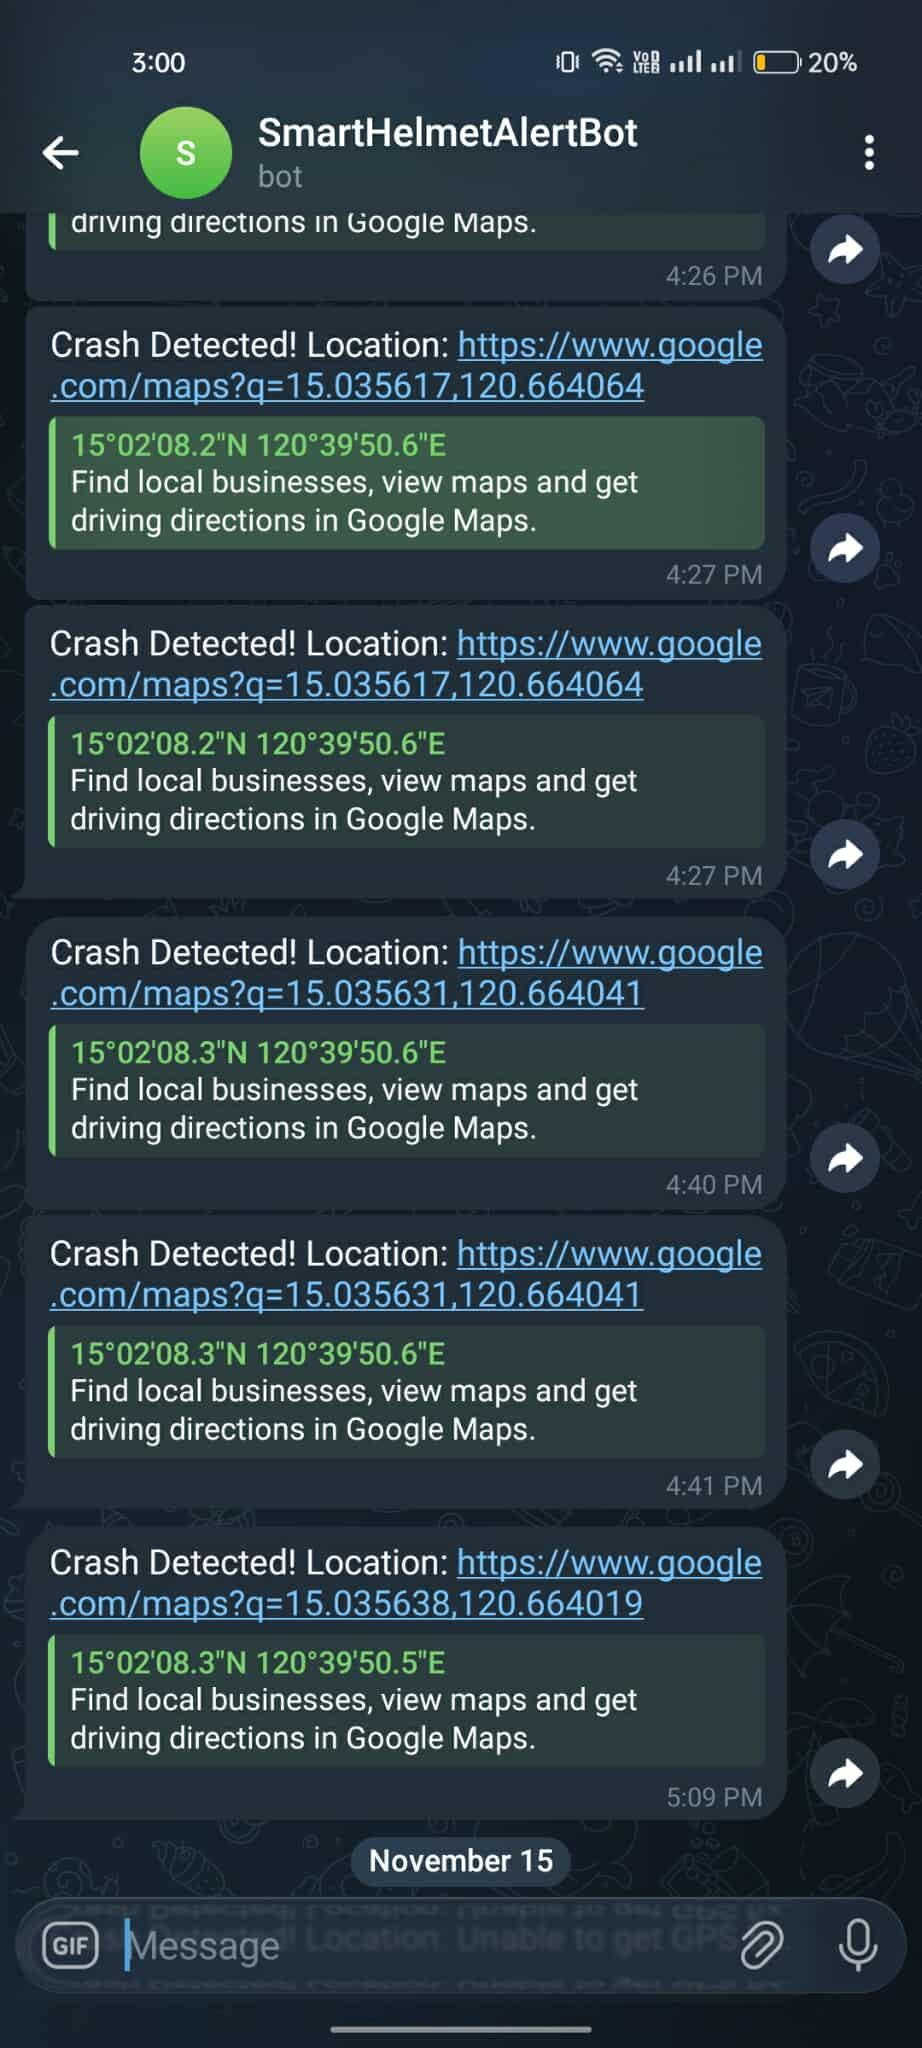 3:00
VoD LTE2 20%
S
SmartHelmetAlertBot
bot
driving directions in Google Maps.
4:26 PM
Crash Detected! Location: https://www.google
.com/maps?q=15.035617,120.664064
15°02'08.2"N 120°39'50.6"E
Find local businesses, view maps and get
driving directions in Google Maps.
4:27 PM
Crash Detected! Location: https://www.google
.com/maps?q=15.035617,120.664064
15°02'08.2"N 120°39'50.6"E
Find local businesses, view maps and get
driving directions in Google Maps.
4:27 PM
Crash Detected! Location: https://www.google
.com/maps?q=15.035631,120.664041
15°02'08.3"N 120°39'50.6"E
Find local businesses, view maps and get
driving directions in Google Maps.
4:40 PM
Crash Detected! Location: https://www.google
.com/maps?q=15.035631,120.664041
15°02'08.3"N 120°39'50.6"E
Find local businesses, view maps and get
driving directions in Google Maps.
4:41 PM
Crash Detected! Location: https://www.google
.com/maps?q=15.035638,120.664019
15°02'08.3"N 120°39'50.5"E
Find local businesses, view maps and get
driving directions in Google Maps.
5:09 PM
November 15
GIF Message
Location: Unable to get GPS